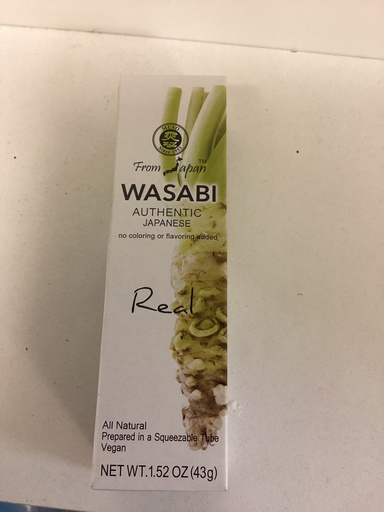 MUSO
From Japan™
WASABI
AUTHENTIC
JAPANESE
no coloring or flavoring added
Real
All Natural
Prepared in a Squeezable Tube
Vegan
NET WT.1.52 OZ (43g)